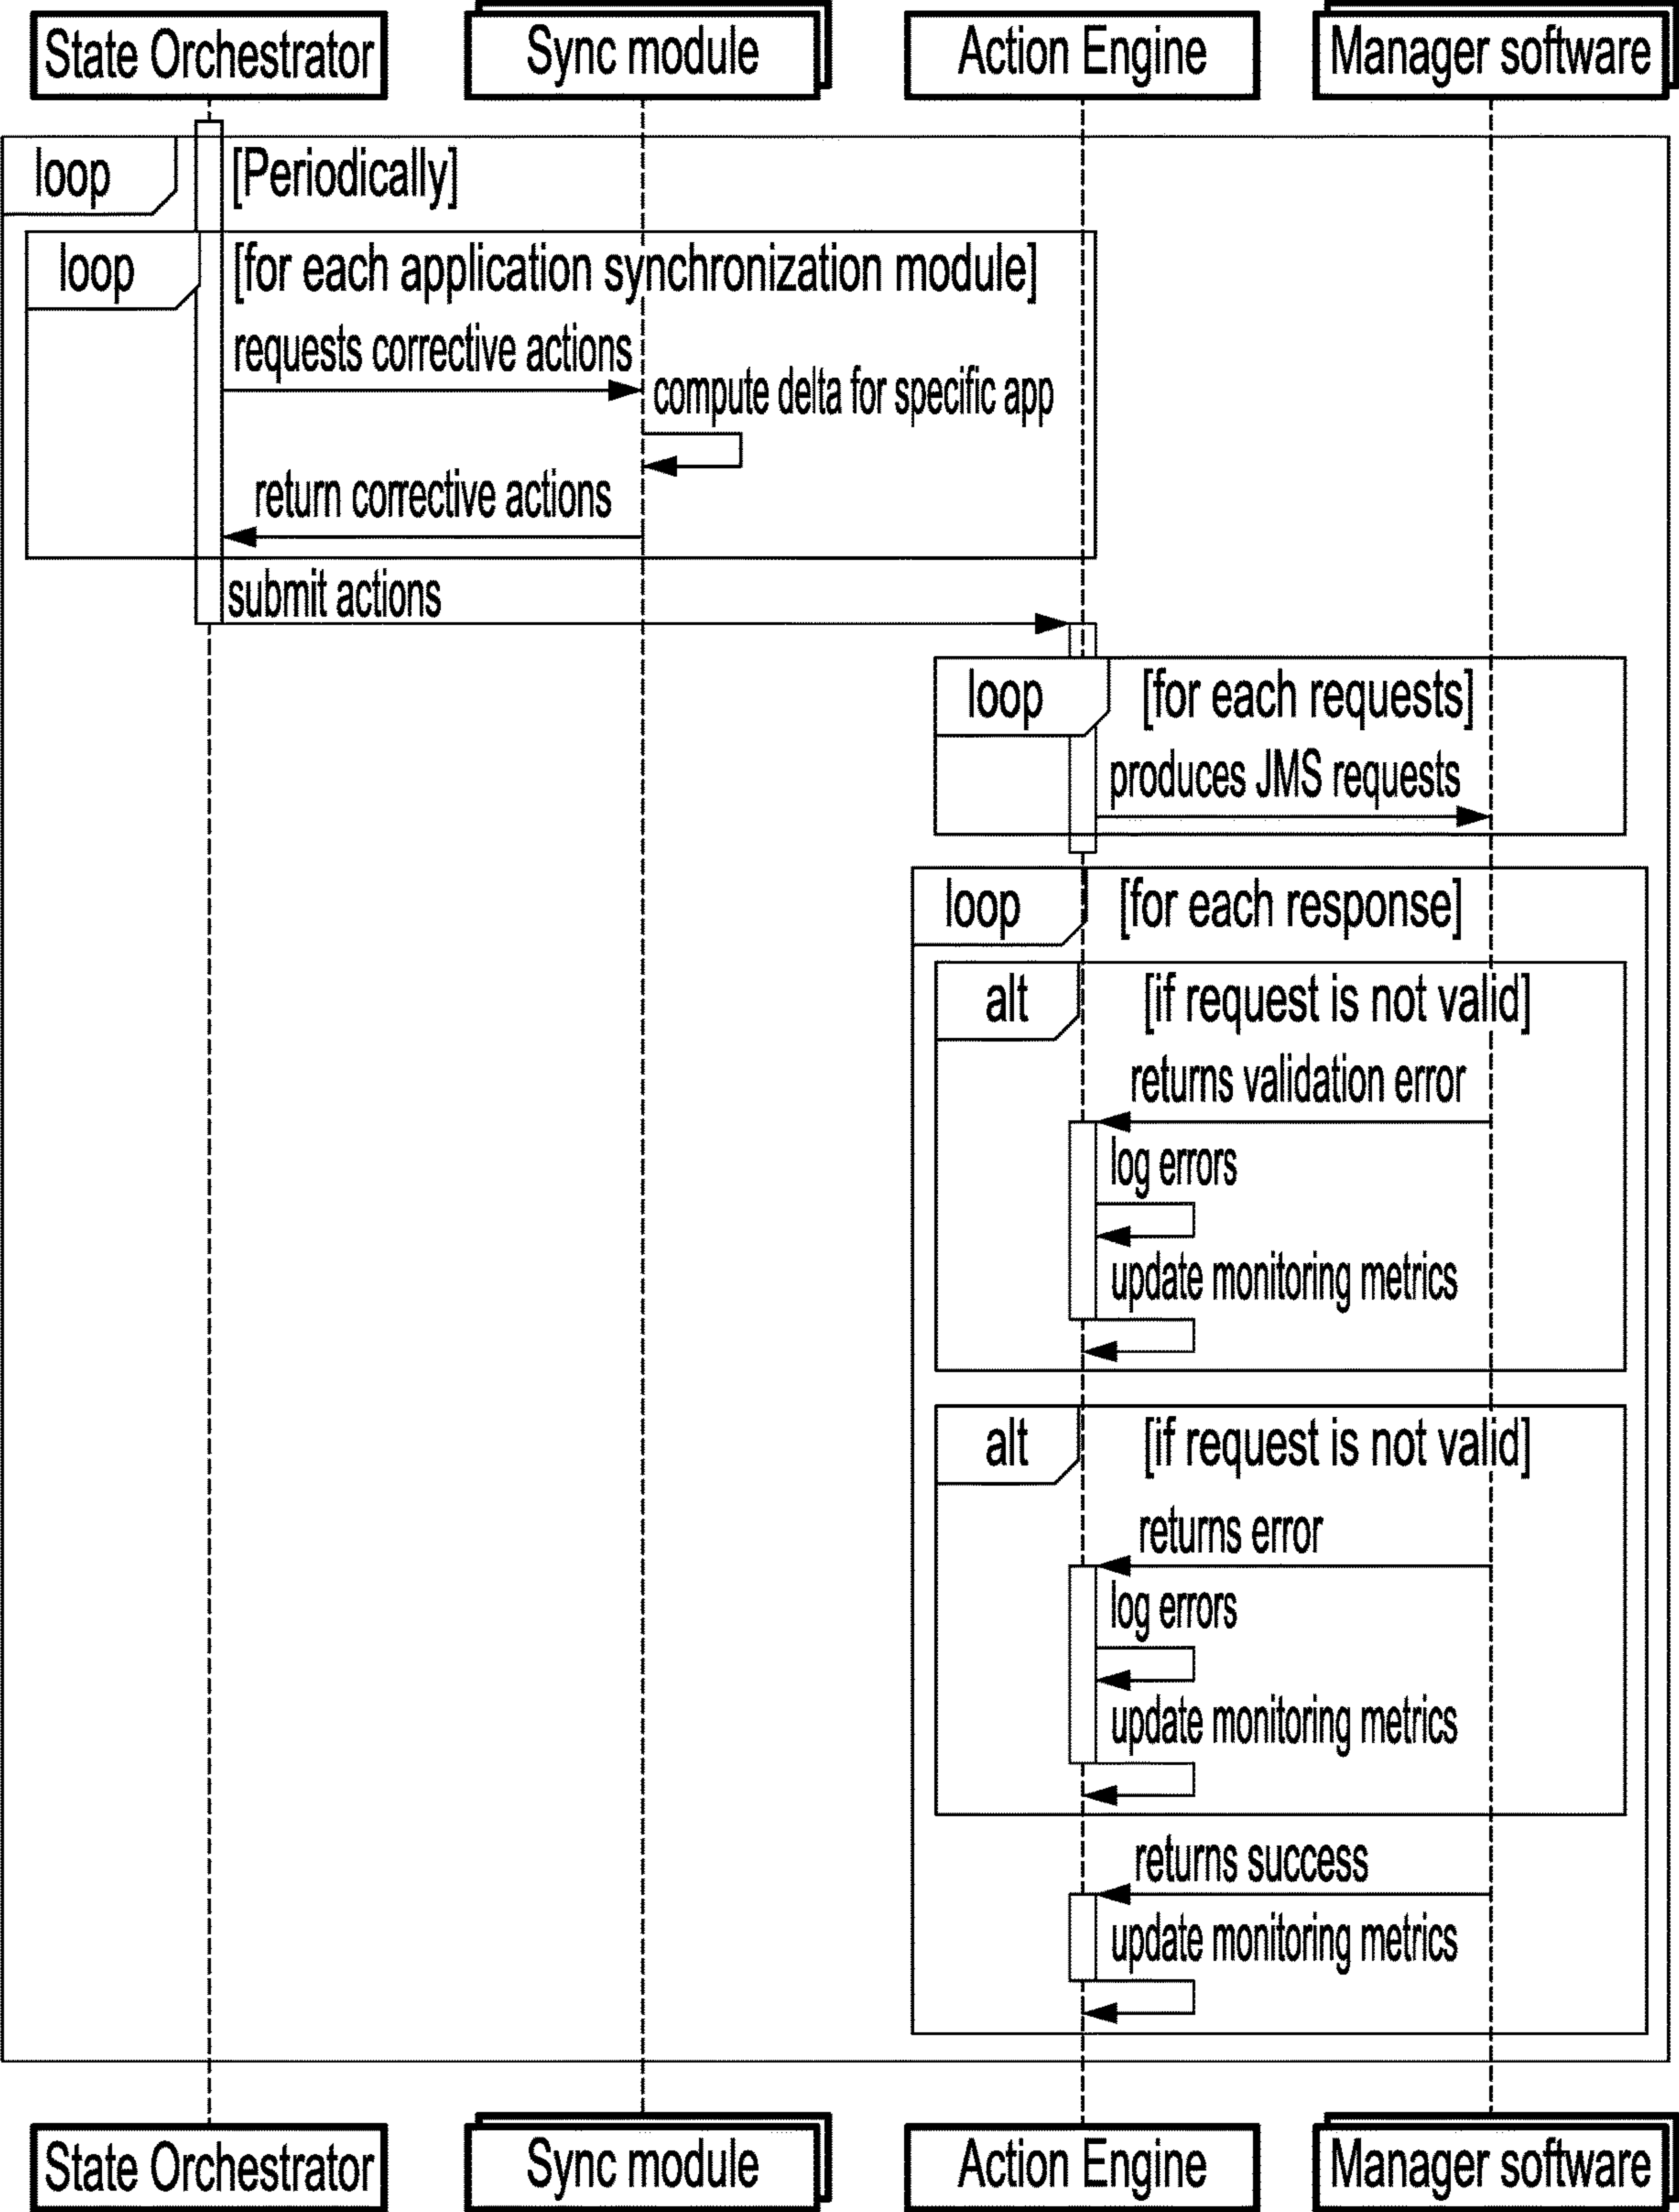 State Orchestrator
Sync module
Action Engine
Manager software
loop
[Periodically]
loop
[for each application synchronization module]
requests corrective actions
compute delta for specific app
return corrective actions
submit actions
loop
[for each requests]
produces JMS requests
loop
[for each response]
alt
[if request is not valid]
returns validation error
log errors
update monitoring metrics
alt
[if request is not valid]
returns error
log errors
update monitoring metrics
returns success
update monitoring metrics
State Orchestrator
Sync module
Action Engine
Manager software